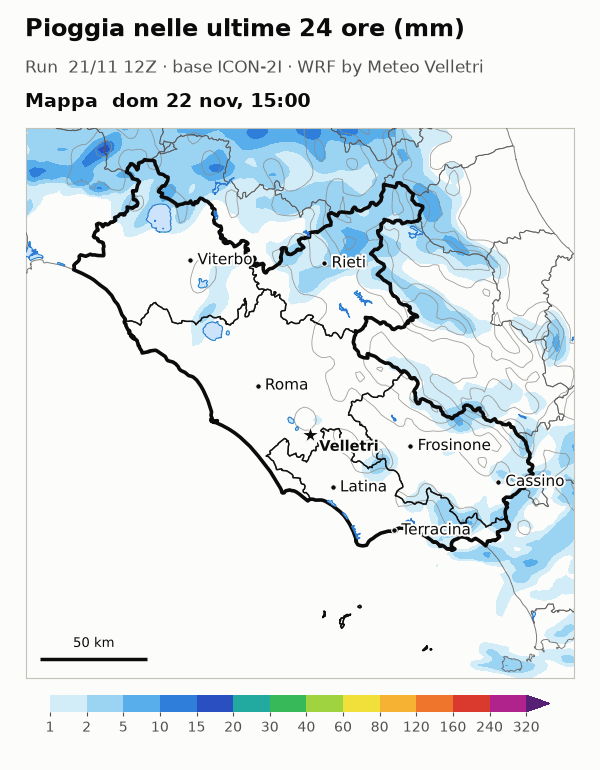 Pioggia nelle ultime 24 ore (mm)
Run  21/11 12Z · base ICON-2I · WRF by Meteo Velletri
Mappa  dom 22 nov, 15:00
Viterbo
Rieti
Roma
Velletri
Frosinone
Cassino
Latina
Terracina
50 km
1 2 5 10 15 20 30 40 60 80 120 160 240 320